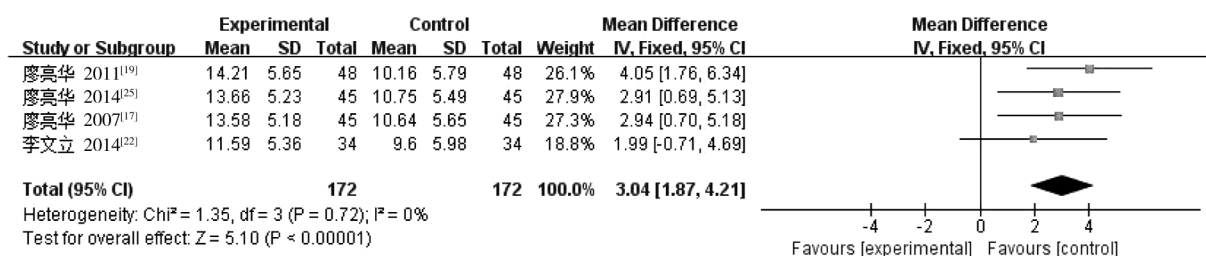 Experimental Control Mean Difference Mean Difference
Study or Subgroup Mean SD Total Mean SD Total Weight IV, Fixed, 95% CI IV, Fixed, 95% CI
廖亮华 2011[19] 14.21 5.65 48 10.16 5.79 48 26.1% 4.05 [1.76, 6.34]
廖亮华 2014[25] 13.66 5.23 45 10.75 5.49 45 27.9% 2.91 [0.69, 5.13]
廖亮华 2007[17] 13.58 5.18 45 10.64 5.65 45 27.3% 2.94 [0.70, 5.18]
李文立 2014[22] 11.59 5.36 34 9.6 5.98 34 18.8% 1.99 [-0.71, 4.69]
Total (95% CI) 172 172 100.0% 3.04 [1.87, 4.21]
Heterogeneity: Chi² = 1.35, df = 3 (P = 0.72); I² = 0%
Test for overall effect: Z = 5.10 (P < 0.00001)
-4 -2 0 2 4
Favours [experimental] Favours [control]